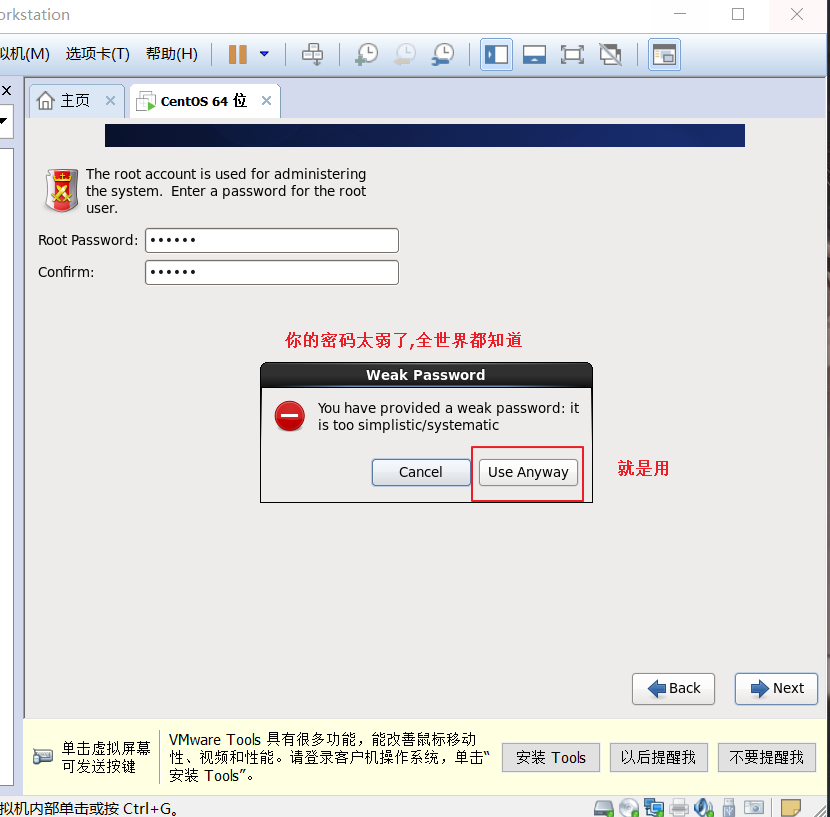 orkstation
拟机(M) 选项卡(T) 帮助(H)
主页
CentOS 64 位
The root account is used for administering
the system. Enter a password for the root
user.
Root Password: ••••••
Confirm: ••••••
你的密码太弱了,全世界都知道
Weak Password
You have provided a weak password: it
is too simplistic/systematic
Cancel
Use Anyway
就是用
Back
Next
单击虚拟屏幕
可发送按键
VMware Tools 具有很多功能，能改善鼠标移动
性、视频和性能。请登录客户机操作系统，单击“
安装 Tools”。
安装 Tools
以后提醒我
不要提醒我
拟机内部单击或按 Ctrl+G。